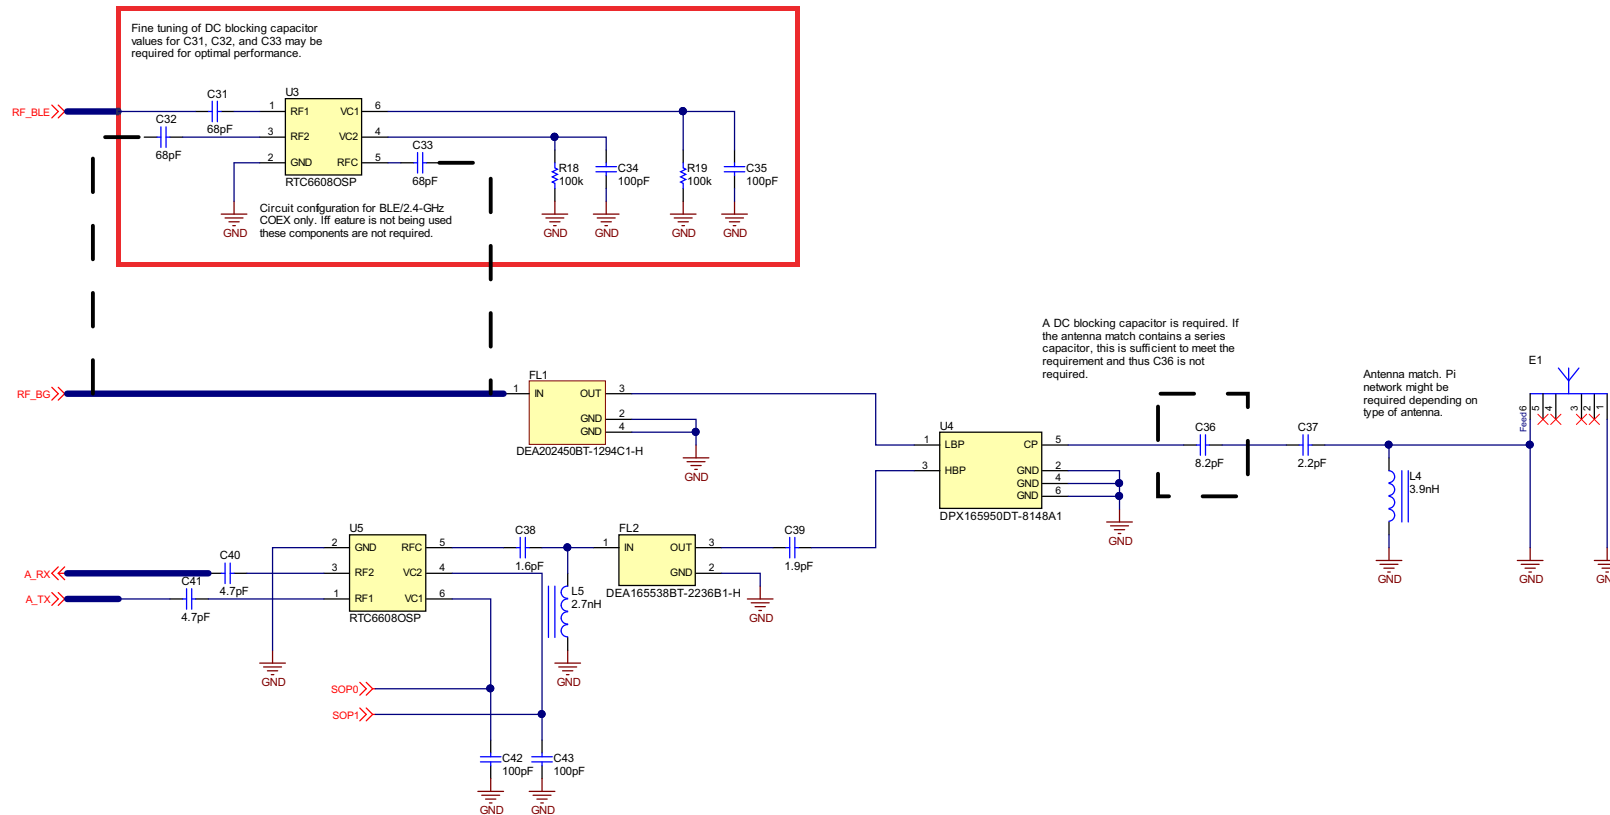 Fine tuning of DC blocking capacitor
values for C31, C32, and C33 may be
required for optimal performance.
RF_BLE
C31
68pF
C32
68pF
U3
1 RF1 VC1 6
3 RF2 VC2 4
2 GND RFC 5
RTC6608OSP
C33
68pF
R18
100k
C34
100pF
R19
100k
C35
100pF
GND
GND
GND
GND
GND
Circuit configuration for BLE/2.4-GHz
COEX only. Iff eature is not being used
these components are not required.
RF_BG
FL1
1 IN OUT 3
GND 2
GND 4
DEA202450BT-1294C1-H
GND
A DC blocking capacitor is required. If
the antenna match contains a series
capacitor, this is sufficient to meet the
requirement and thus C36 is not
required.
U4
1 LBP CP 5
3 HBP GND 2
GND 4
GND 6
DPX165950DT-8148A1
GND
C36
8.2pF
C37
2.2pF
Antenna match. Pi
network might be
required depending on
type of antenna.
L4
3.9nH
GND
E1
Feed 6 5 4 3 2 1
GND
GN
A_RX
A_TX
C40
4.7pF
C41
4.7pF
U5
2 GND RFC 5
3 RF2 VC2 4
1 RF1 VC1 6
RTC6608OSP
GND
C38
1.6pF
L5
2.7nH
GND
FL2
1 IN OUT 3
GND 2
DEA165538BT-2236B1-H
GND
C39
1.9pF
SOP0
SOP1
C42
100pF
C43
100pF
GND
GND